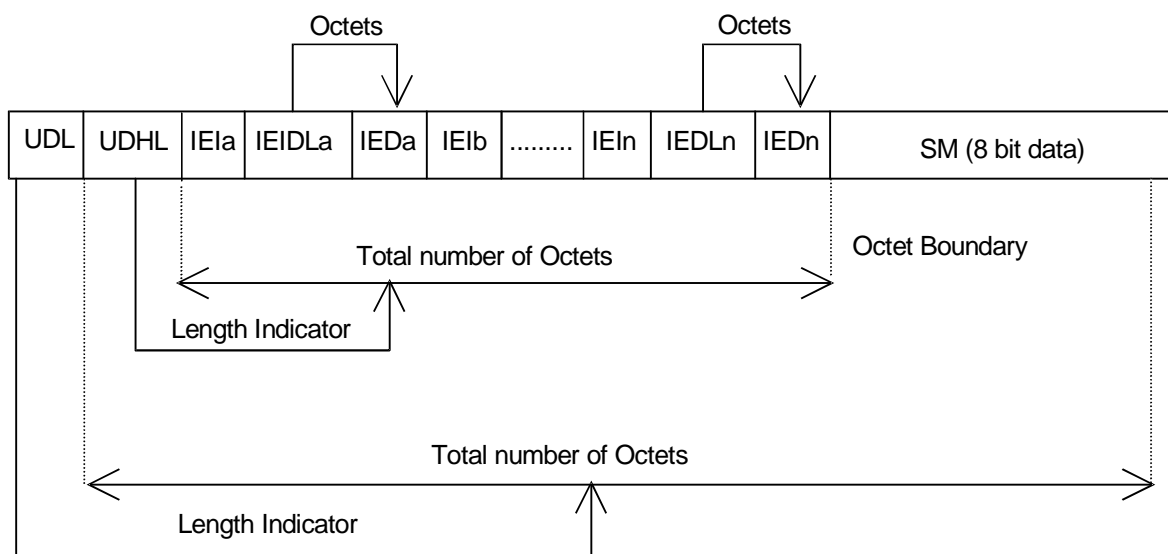 Octets Octets
UDL UDHL IEIa IEIDLa IEDa IEIb ......... IEIn IEDLn IEDn SM (8 bit data)
Octet Boundary
Total number of Octets
Length Indicator
Total number of Octets
Length Indicator